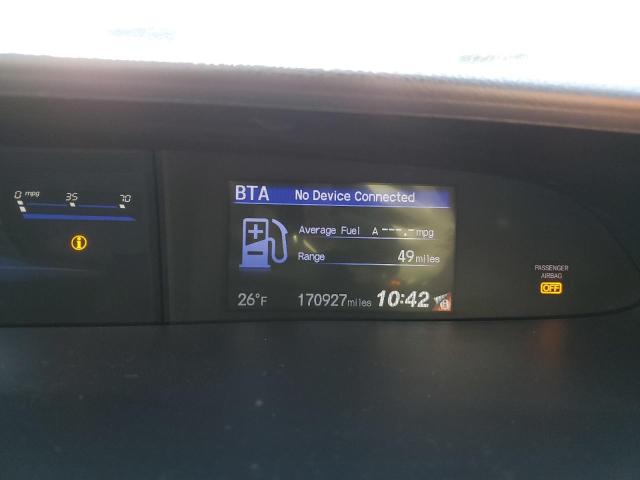 0 mpg 35 70
BTA No Device Connected
Average Fuel A ---.- mpg
Range 49 miles
PASSENGER
AIRBAG
OFF
26°F 170927 miles 10:42